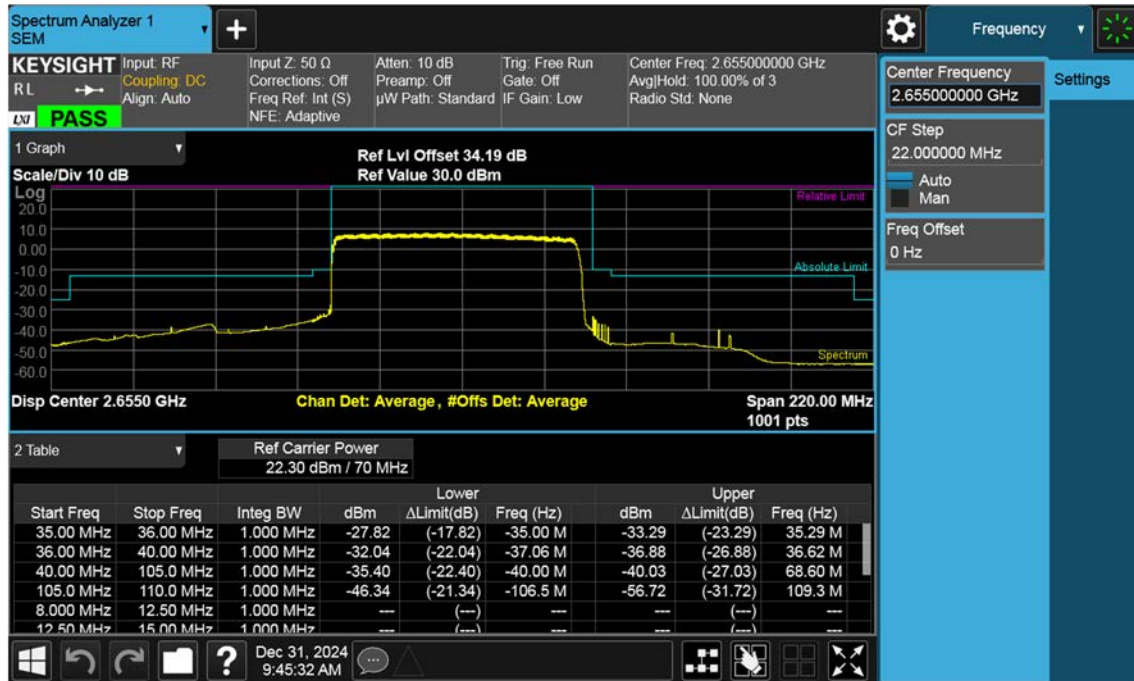 Spectrum Analyzer 1
SEM
Frequency
KEYSIGHT
R L
LXI PASS
Input: RF
Coupling: DC
Align: Auto
Input Z: 50 Ω
Corrections: Off
Freq Ref: Int (S)
NFE: Adaptive
Atten: 10 dB
Preamp: Off
µW Path: Standard
Trig: Free Run
Gate: Off
IF Gain: Low
Center Freq: 2.655000000 GHz
Avg|Hold: 100.00% of 3
Radio Std: None
Center Frequency
2.655000000 GHz
Settings
CF Step
22.000000 MHz
Auto
Man
Freq Offset
0 Hz
1 Graph
Scale/Div 10 dB
Ref Lvl Offset 34.19 dB
Ref Value 30.0 dBm
Log
20.0
10.0
0.00
-10.0
-20.0
-30.0
-40.0
-50.0
-60.0
Relative Limit
Absolute Limit
Spectrum
Disp Center 2.6550 GHz
Chan Det: Average, #Offs Det: Average
Span 220.00 MHz
1001 pts
2 Table
Ref Carrier Power
22.30 dBm / 70 MHz
Lower Upper
Start Freq Stop Freq Integ BW dBm ΔLimit(dB) Freq (Hz) dBm ΔLimit(dB) Freq (Hz)
35.00 MHz 36.00 MHz 1.000 MHz -27.82 (-17.82) -35.00 M -33.29 (-23.29) 35.29 M
36.00 MHz 40.00 MHz 1.000 MHz -32.04 (-22.04) -37.06 M -36.88 (-26.88) 36.62 M
40.00 MHz 105.0 MHz 1.000 MHz -35.40 (-22.40) -40.00 M -40.03 (-27.03) 68.60 M
105.0 MHz 110.0 MHz 1.000 MHz -46.34 (-21.34) -106.5 M -56.72 (-31.72) 109.3 M
8.000 MHz 12.50 MHz 1.000 MHz --- (---) --- --- (---) ---
12.50 MHz 15.00 MHz 1.000 MHz --- (---) --- --- (---) ---
Dec 31, 2024
9:45:32 AM